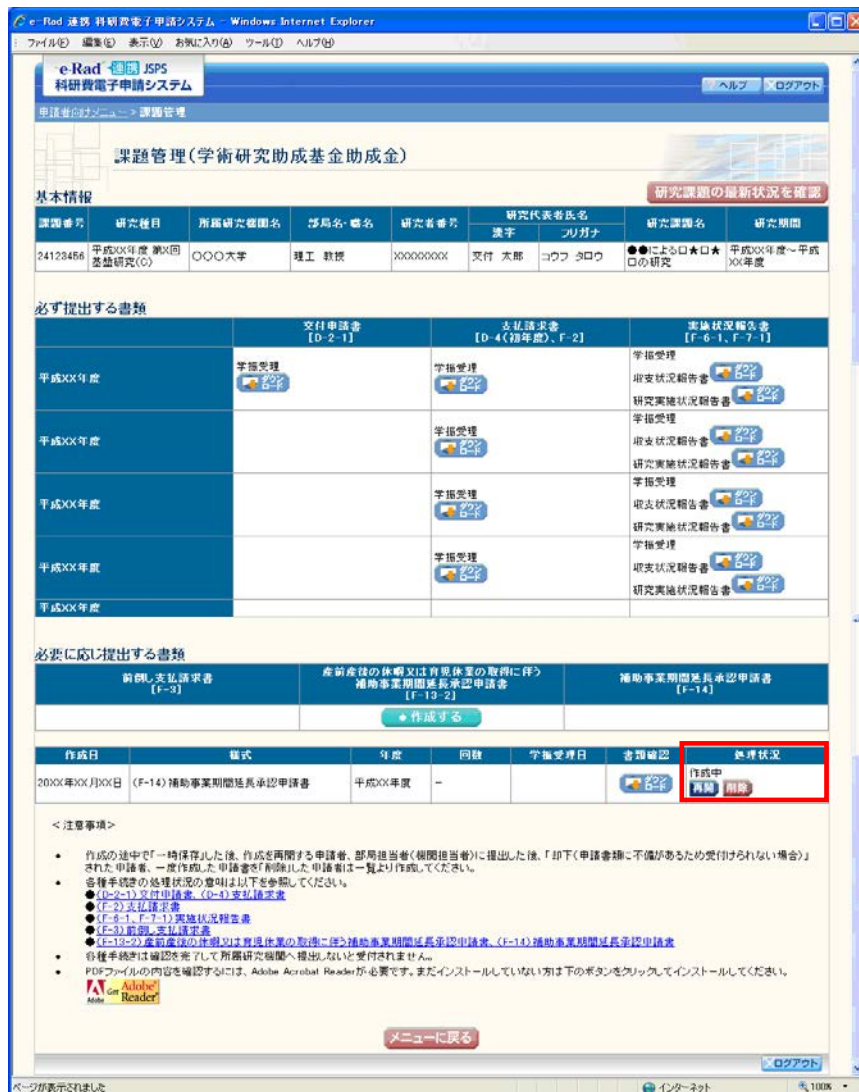 e-Rad 連携 科研費電子申請システム - Windows Internet Explorer
ファイル(F) 編集(E) 表示(V) お気に入り(A) ツール(T) ヘルプ(H)
e-Rad 連携 JSPS
科研費電子申請システム
ヘルプ ログアウト
申請者向けメニュー > 課題管理
課題管理(学術研究助成基金助成金)
基本情報
研究課題の最新状況を確認
課題番号 研究種目 所属研究機関名 部局名・職名 研究者番号 研究代表者氏名 研究課題名 研究期間
漢字 フリガナ
24123456 平成XX年度 第X回 基盤研究(C) ○○○大学 理工 教授 XXXXXXXXX 交付 太郎 コウフ タロウ ●●による□★□★□の研究 平成XX年度～平成XX年度
必ず提出する書類
交付申請書 支払請求書 実施状況報告書
[D-2-1] [D-4(初年度)、F-2] [F-6-1、F-7-1]
平成XX年度
学振受理 学振受理 学振受理
ダウンロード ダウンロード 収支状況報告書 ダウンロード
研究実施状況報告書 ダウンロード
平成XX年度
学振受理 学振受理
ダウンロード 収支状況報告書 ダウンロード
研究実施状況報告書 ダウンロード
平成XX年度
学振受理 学振受理
ダウンロード 収支状況報告書 ダウンロード
研究実施状況報告書 ダウンロード
平成XX年度
学振受理 学振受理
ダウンロード 収支状況報告書 ダウンロード
研究実施状況報告書 ダウンロード
平成XX年度
必要に応じ提出する書類
前倒し支払請求書 産前産後の休暇又は育児休業の取得に伴う 補助事業期間延長承認申請書
[F-3] 補助事業期間延長承認申請書 [F-14]
[F-13-2]
作成する
作成日 様式 年度 回数 学振受理日 書類確認 処理状況
20XX年XX月XX日 (F-14)補助事業期間延長承認申請書 平成XX年度 - ダウンロード 作成中
再開 削除
<注意事項>
• 作成の途中で「一時保存」した後、作成を再開する申請者、部局担当者(機関担当者)に提出した後、「却下(申請書類に不備があるため受付けられない場合)」
された申請者、一度作成した申請書を「削除」した申請者は一覧より作成してください。
• 各種手続きの処理状況の意味は以下を参照してください。
●(D-2-1)交付申請書、(D-4)支払請求書
●(F-2)支払請求書
●(F-6-1、F-7-1)実施状況報告書
●(F-3)前倒し支払請求書
●(F-13-2)産前産後の休暇又は育児休業の取得に伴う補助事業期間延長承認申請書、(F-14)補助事業期間延長承認申請書
• 各種手続きは確認を完了して所属研究機関へ提出しないと受付されません。
• PDFファイルの内容を確認するには、Adobe Acrobat Readerが必要です。まだインストールしていない方は下のボタンをクリックしてインストールしてください。
Adobe Get Adobe Reader
メニューに戻る
ログアウト
ページが表示されました インターネット 100%